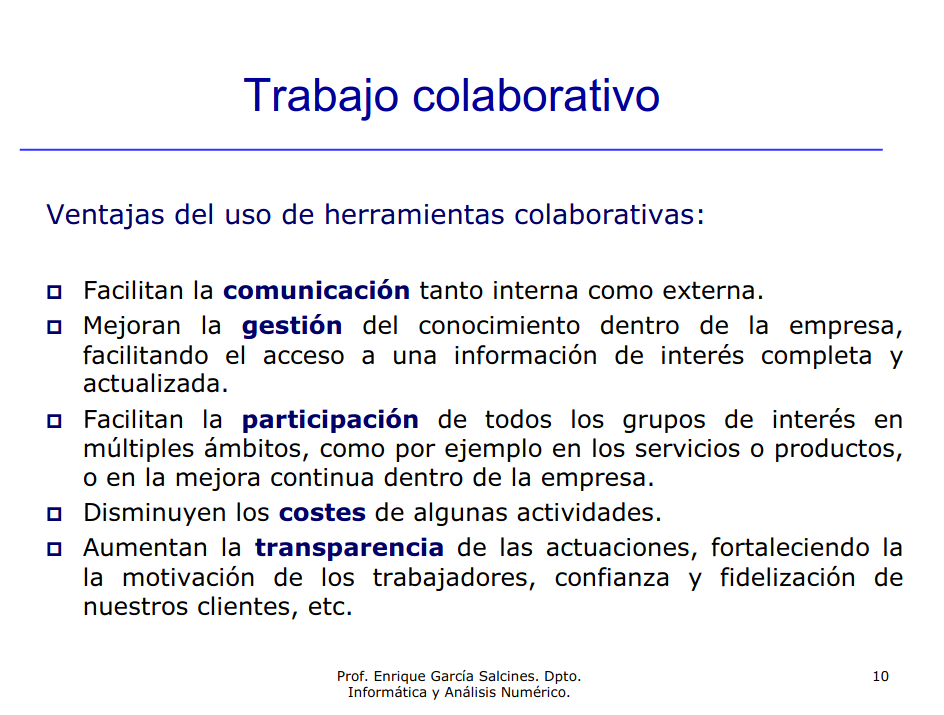 Trabajo colaborativo
Ventajas del uso de herramientas colaborativas:
Facilitan la comunicación tanto interna como externa.
Mejoran la gestión del conocimiento dentro de la empresa,
facilitando el acceso a una información de interés completa y
actualizada.
Facilitan la participación de todos los grupos de interés en
múltiples ámbitos, como por ejemplo en los servicios o productos,
o en la mejora continua dentro de la empresa.
Disminuyen los costes de algunas actividades.
Aumentan la transparencia de las actuaciones, fortaleciendo la
la motivación de los trabajadores, confianza y fidelización de
nuestros clientes, etc.
Prof. Enrique García Salcines. Dpto.
Informática y Análisis Numérico.
10